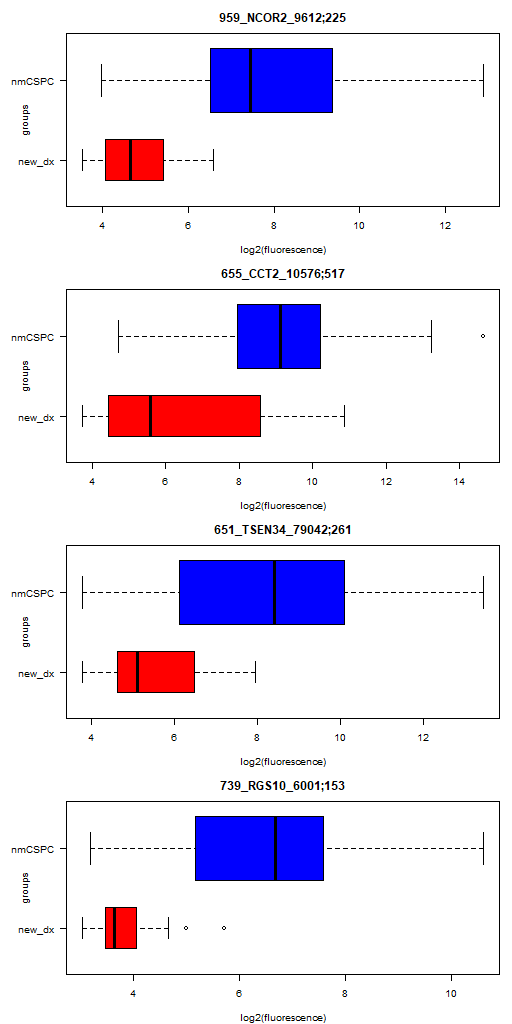 959_NCOR2_9612;225
nmCSPC
groups
new_dx
4 6 8 10 12
log2(fluorescence)
655_CCT2_10576;517
nmCSPC
groups
new_dx
4 6 8 10 12 14
log2(fluorescence)
651_TSEN34_79042;261
nmCSPC
groups
new_dx
4 6 8 10 12
log2(fluorescence)
739_RGS10_6001;153
nmCSPC
groups
new_dx
4 6 8 10
log2(fluorescence)